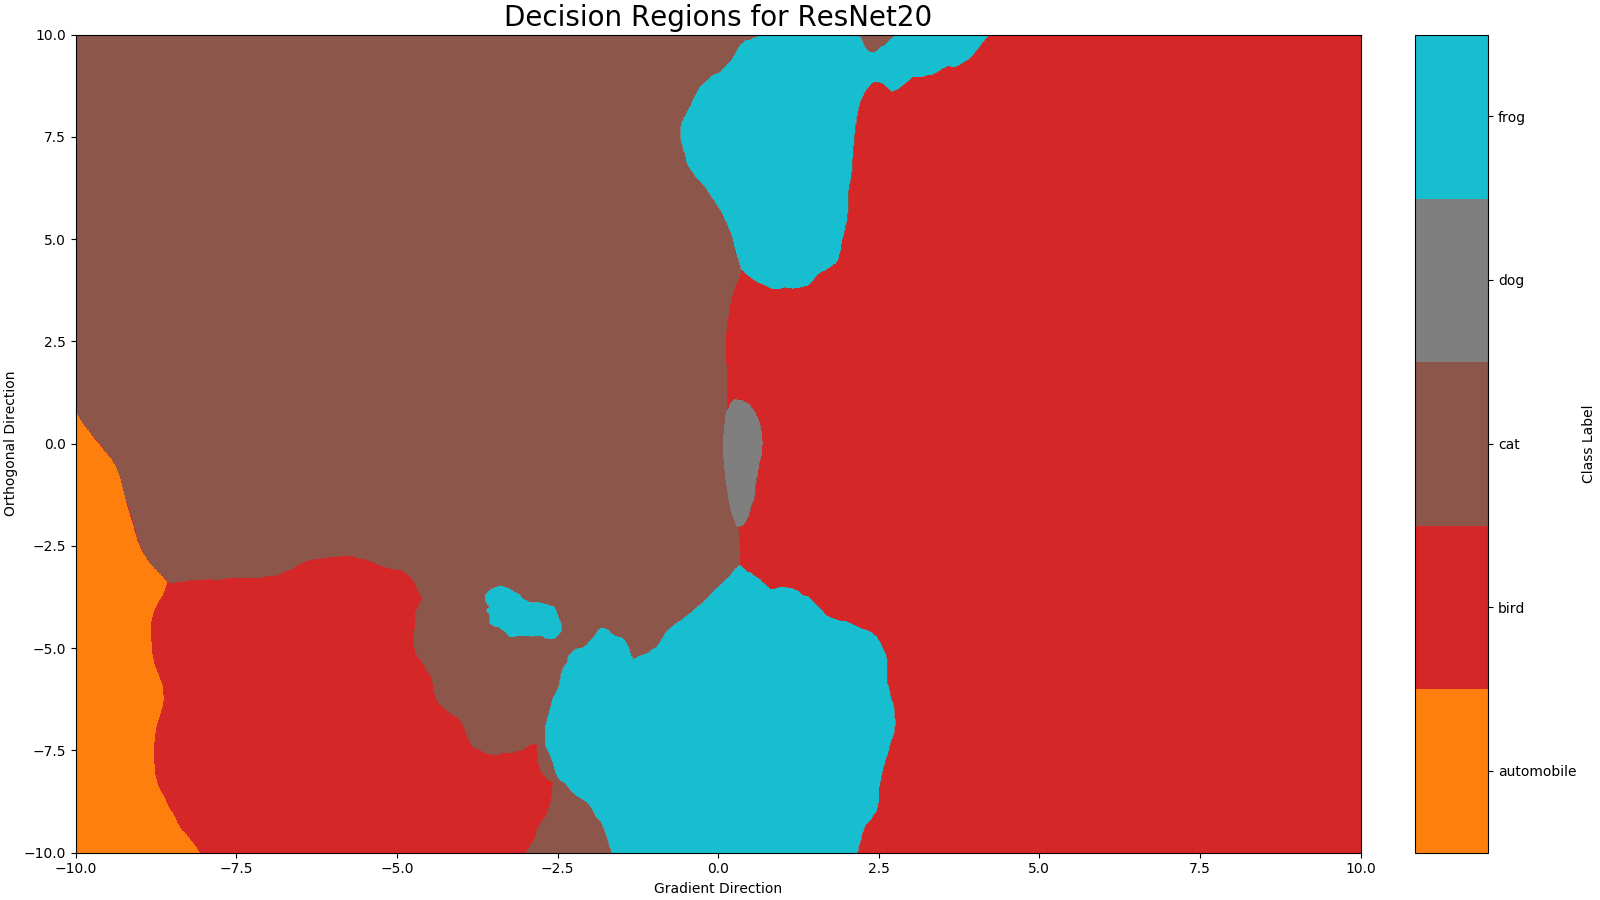 Decision Regions for ResNet20
10.0
7.5
5.0
2.5
0.0
−2.5
−5.0
−7.5
−10.0
Orthogonal Direction
−10.0 −7.5 −5.0 −2.5 0.0 2.5 5.0 7.5 10.0
Gradient Direction
frog
dog
cat
bird
automobile
Class Label